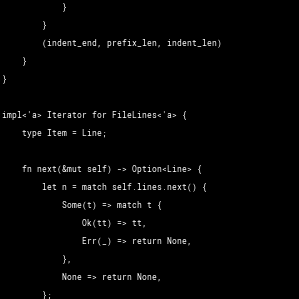 }
}
(indent_end, prefix_len, indent_len)
}
}
impl<'a> Iterator for FileLines<'a> {
type Item = Line;
fn next(&mut self) -> Option<Line> {
let n = match self.lines.next() {
Some(t) => match t {
Ok(tt) => tt,
Err(_) => return None,
},
None => return None,
};